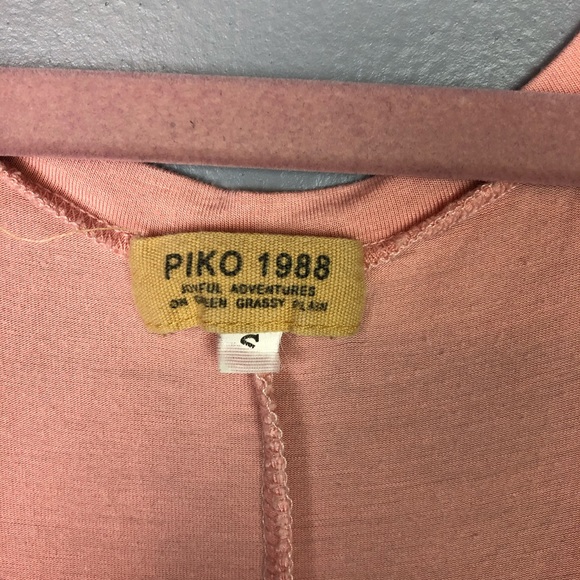 PIKO 1988
JOYFUL ADVENTURES
ON GREEN GRASSY PLAIN
S